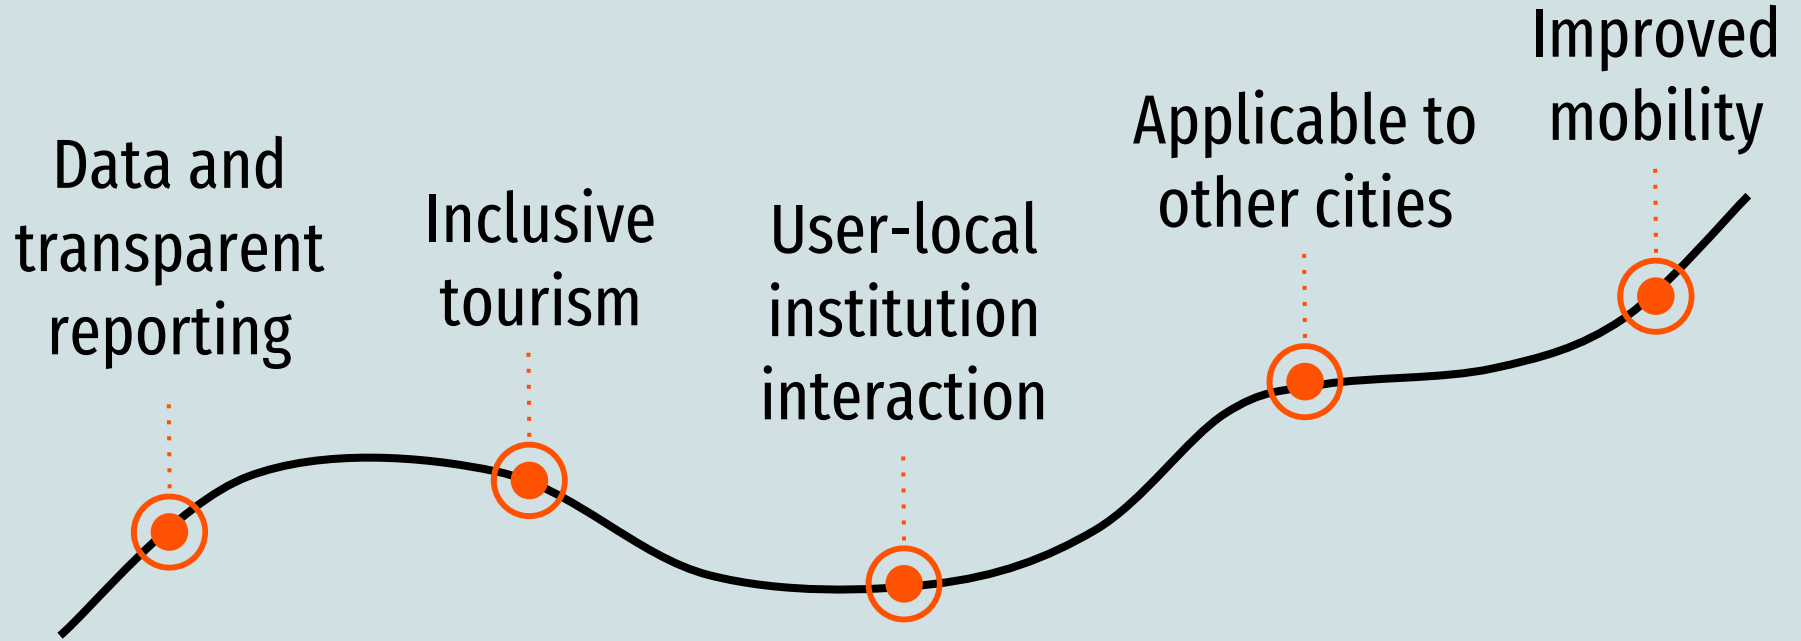 Data and
transparent
reporting
Inclusive
tourism
User-local
institution
interaction
Applicable to
other cities
Improved
mobility